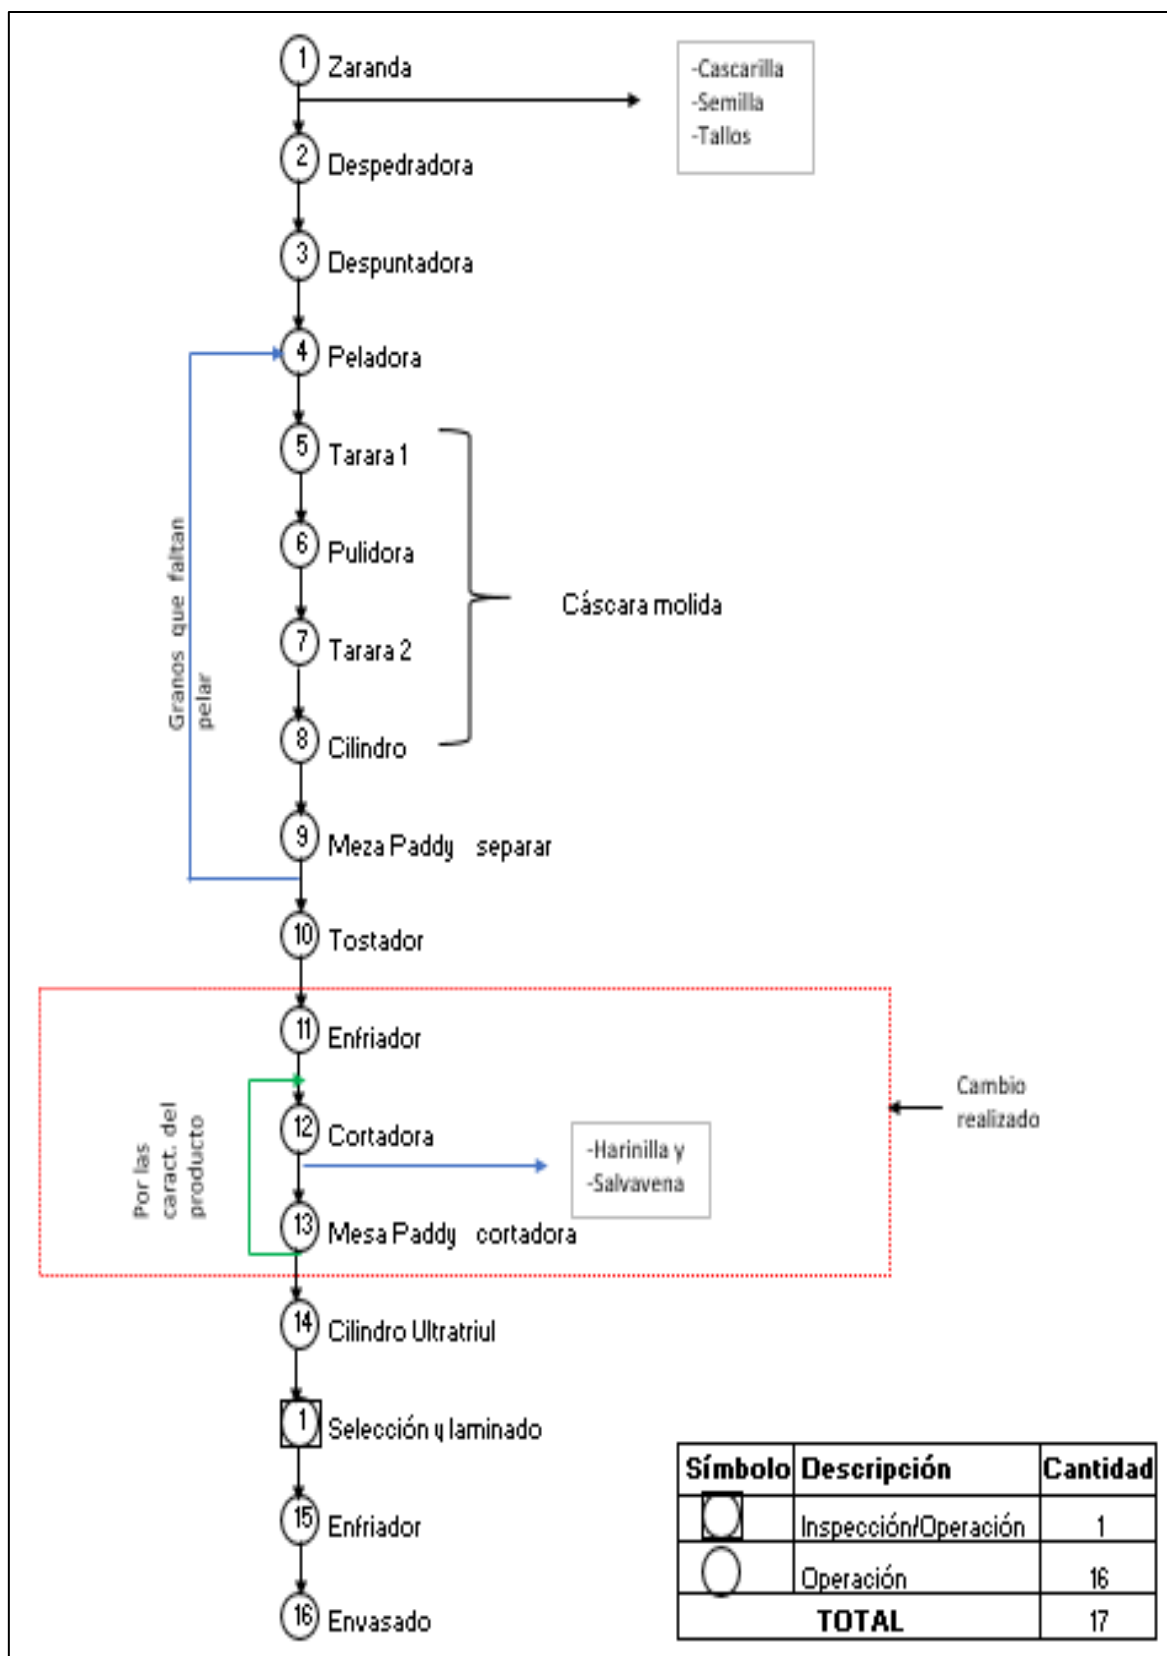 1 Zaranda
-Cascarilla
-Semilla
-Tallos
2 Despedradora
3 Despuntadora
4 Peladora
5 Tarara 1
6 Pulidora
7 Tarara 2
8 Cilindro
Cáscara molida
Granos que faltan
pelar
9 Meza Paddy separar
10 Tostador
11 Enfriador
12 Cortadora
-Harinilla y
-Salvavena
Por las
caract. del
producto
13 Mesa Paddy cortadora
Cambio
realizado
14 Cilindro Ultratriul
1 Selección y laminado
15 Enfriador
16 Envasado
Símbolo Descripción Cantidad
Inspección/Operación 1
Operación 16
TOTAL 17